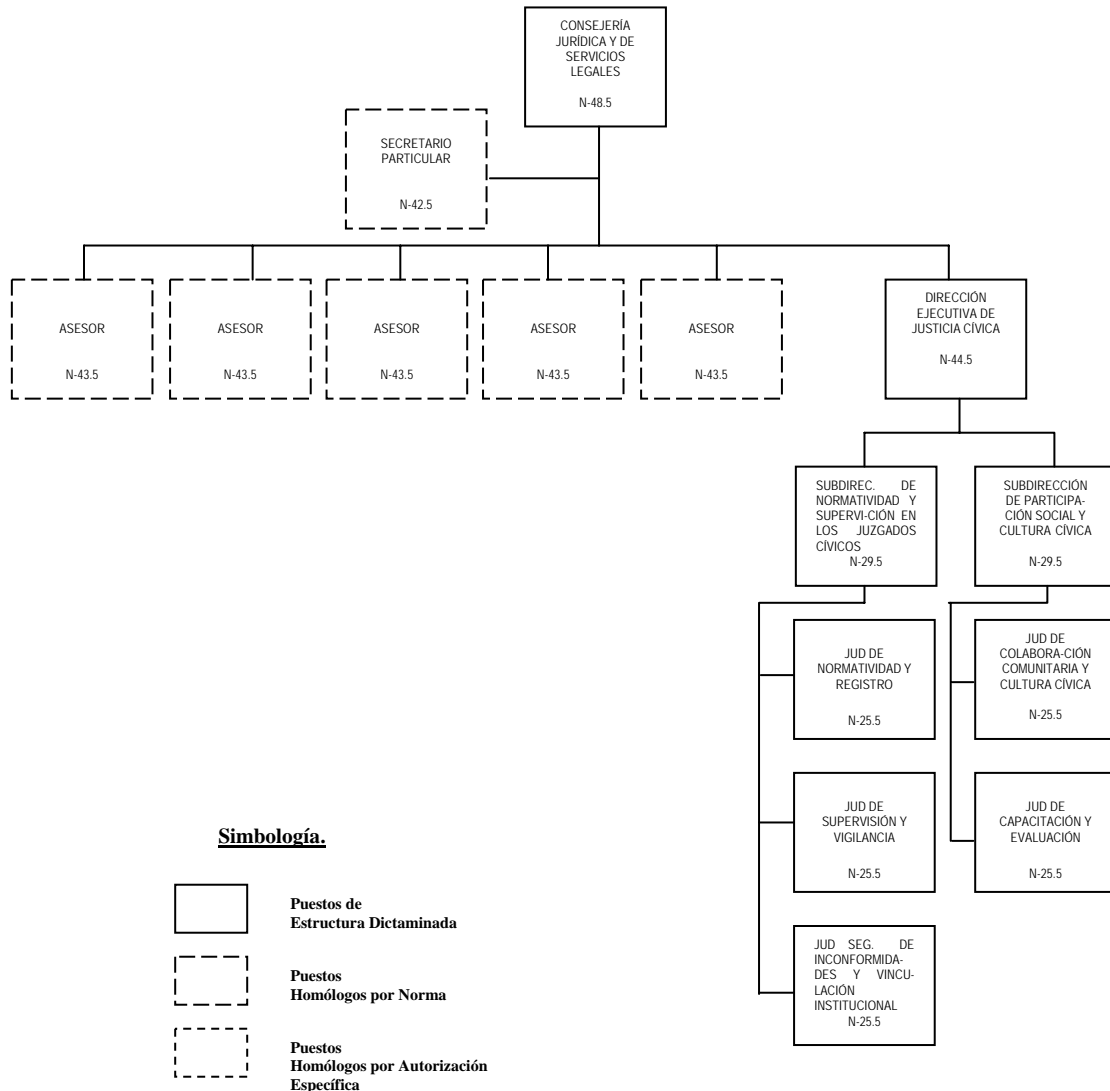 CONSEJERÍA
JURÍDICA Y DE
SERVICIOS
LEGALES
N-48.5
SECRETARIO
PARTICULAR
N-42.5
ASESOR
N-43.5
ASESOR
N-43.5
ASESOR
N-43.5
ASESOR
N-43.5
ASESOR
N-43.5
DIRECCIÓN
EJECUTIVA DE
JUSTICIA CÍVICA
N-44.5
SUBDIREC. DE
NORMATIVIDAD Y
SUPERVI-CIÓN EN
LOS JUZGADOS
CÍVICOS
N-29.5
SUBDIRECCIÓN
DE PARTICIPA-
CIÓN SOCIAL Y
CULTURA CÍVICA
N-29.5
JUD DE
NORMATIVIDAD Y
REGISTRO
N-25.5
JUD DE
COLABORA-CIÓN
COMUNITARIA Y
CULTURA CÍVICA
N-25.5
JUD DE
SUPERVISIÓN Y
VIGILANCIA
N-25.5
JUD DE
CAPACITACIÓN Y
EVALUACIÓN
N-25.5
JUD SEG. DE
INCONFORMIDA-
DES Y VINCU-
LACIÓN
INSTITUCIONAL
N-25.5
Simbología.
Puestos de
Estructura Dictaminada
Puestos
Homólogos por Norma
Puestos
Homólogos por Autorización
Específica